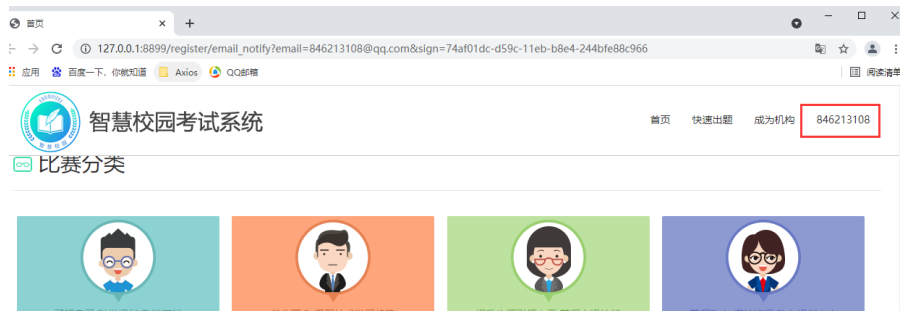 首页
127.0.0.1:8899/register/email_notify?email=846213108@qq.com&sign=74af01dc-d59c-11eb-b8e4-244bfe88c966
应用 百度一下，你就知道 Axios QQ邮箱 阅读清单
智慧校园考试系统 首页 快速出题 成为机构 846213108
比赛分类